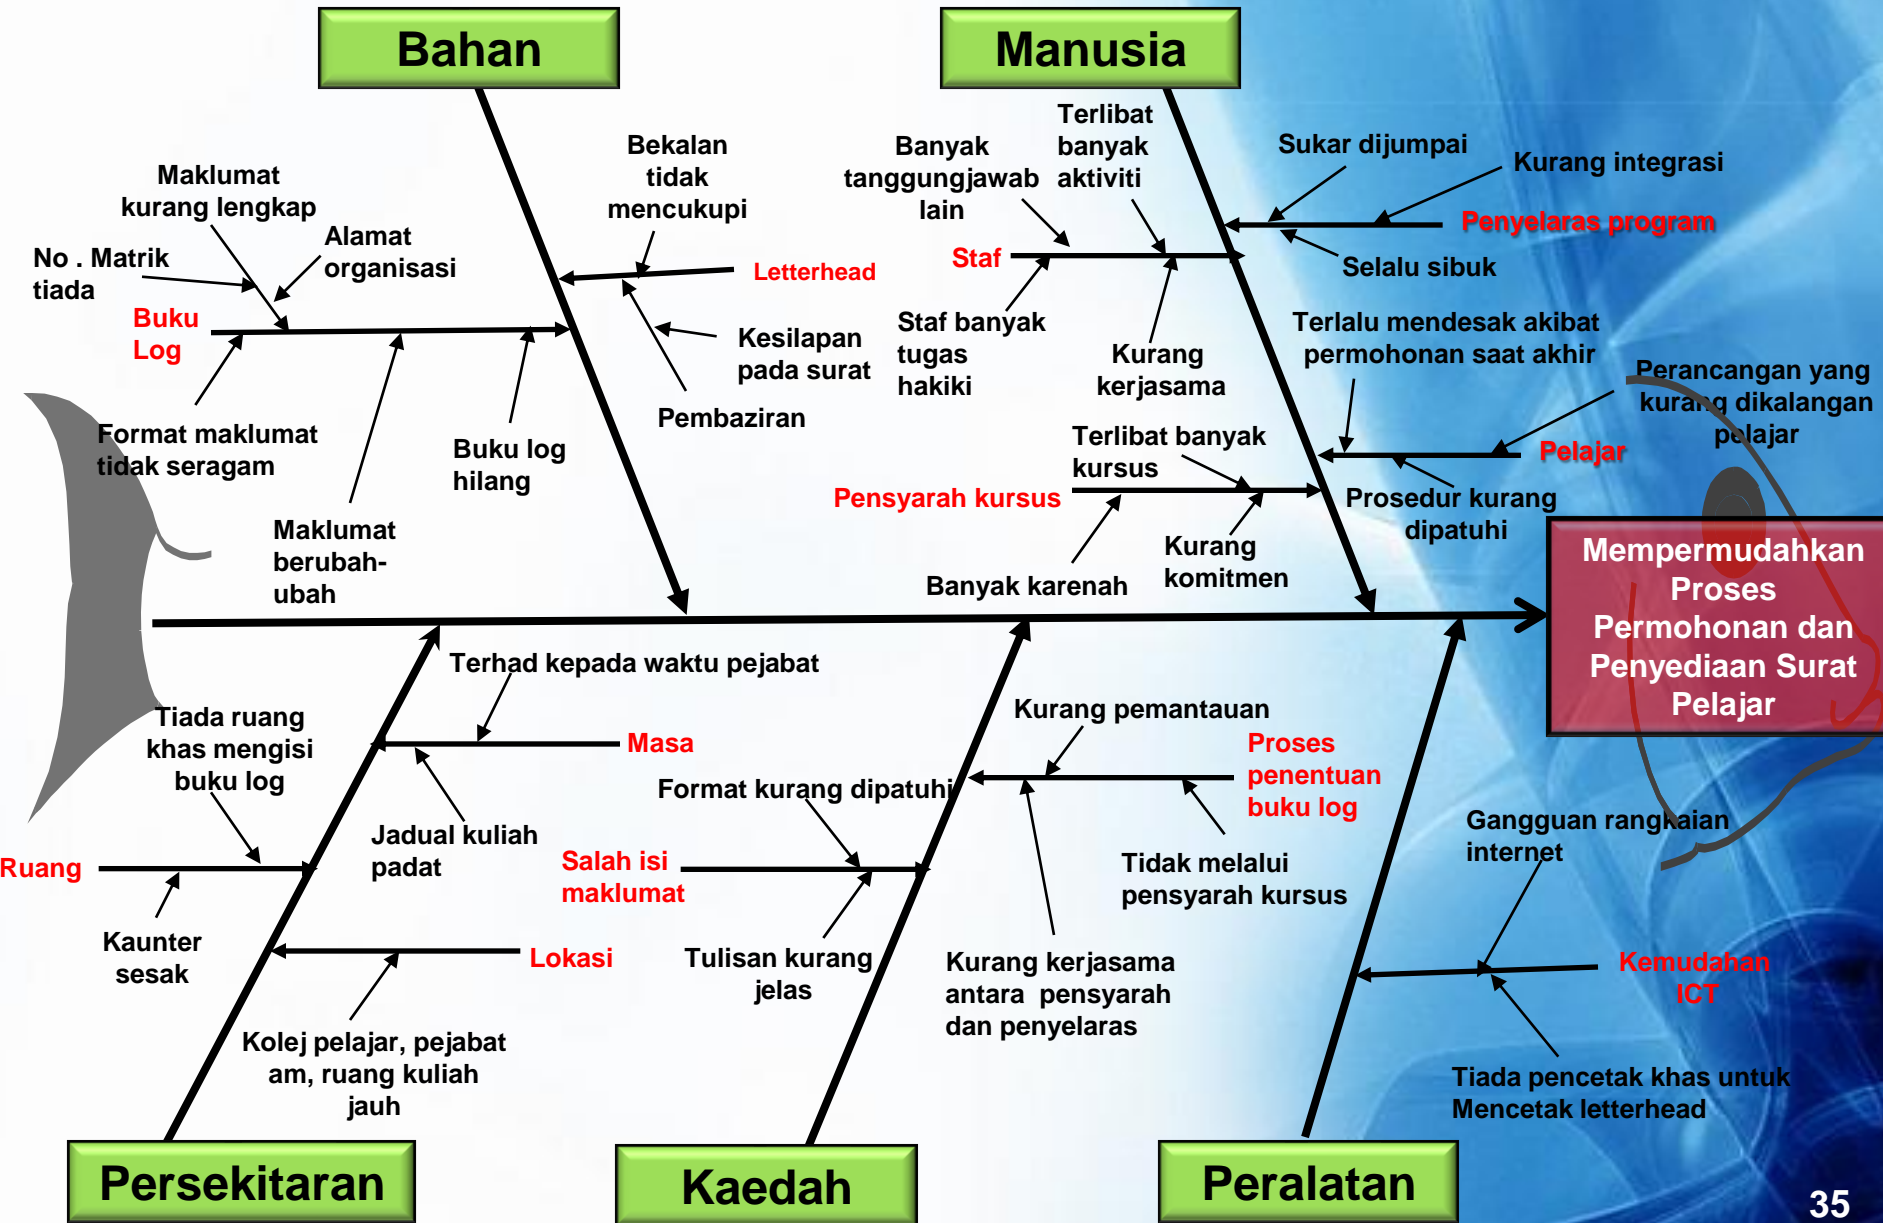 Bahan
Manusia
Maklumat
kurang lengkap
No . Matrik
tiada
Alamat
organisasi
Buku
Log
Format maklumat
tidak seragam
Maklumat
berubah-
ubah
Buku log
hilang
Bekalan
tidak
mencukupi
Letterhead
Kesilapan
pada surat
Pembaziran
Banyak
tanggungjawab
lain
Terlibat
banyak
aktiviti
Staf
Staf banyak
tugas
hakiki
Kurang
kerjasama
Sukar dijumpai
Kurang integrasi
Penyelaras program
Selalu sibuk
Terlalu mendesak akibat
permohonan saat akhir
Perancangan yang
kurang dikalangan
pelajar
Pelajar
Prosedur kurang
dipatuhi
Terlibat banyak
kursus
Pensyarah kursus
Banyak karenah
Kurang
komitmen
Mempermudahkan
Proses
Permohonan dan
Penyediaan Surat
Pelajar
Terhad kepada waktu pejabat
Masa
Jadual kuliah
padat
Tiada ruang
khas mengisi
buku log
Ruang
Kaunter
sesak
Lokasi
Kolej pelajar, pejabat
am, ruang kuliah
jauh
Kurang pemantauan
Proses
penentuan
buku log
Tidak melalui
pensyarah kursus
Kurang kerjasama
antara  pensyarah
dan penyelaras
Format kurang dipatuhi
Salah isi
maklumat
Tulisan kurang
jelas
Gangguan rangkaian
internet
Kemudahan
ICT
Tiada pencetak khas untuk
Mencetak letterhead
Persekitaran
Kaedah
Peralatan
35